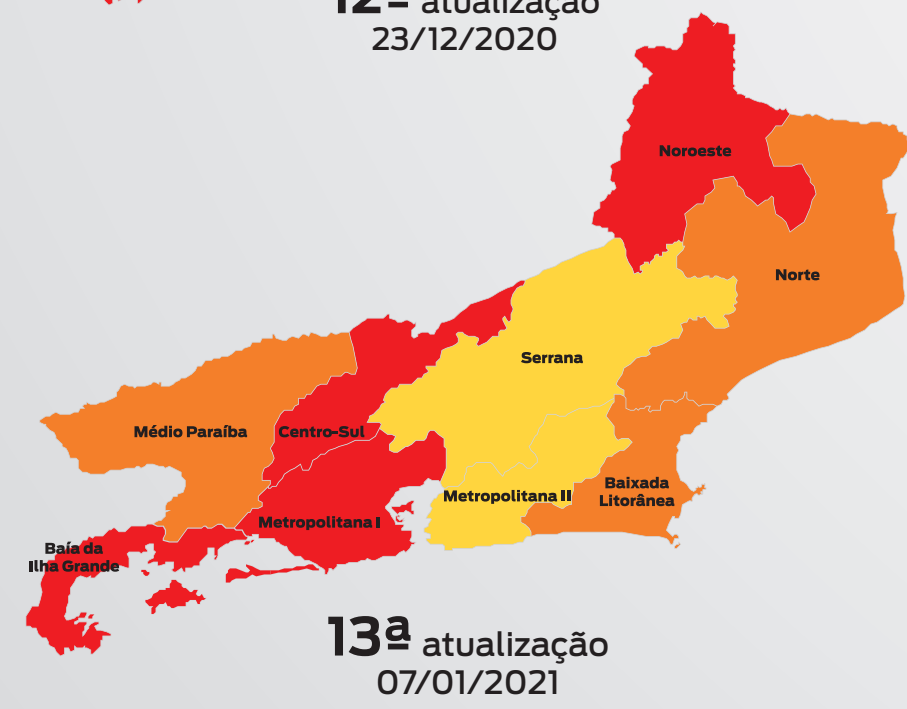 12ª atualização
23/12/2020
Noroeste
Norte
Serrana
Médio Paraíba
Centro-Sul
Baixada
Litorânea
Metropolitana II
Metropolitana I
Baía da
Ilha Grande
13ª atualização
07/01/2021